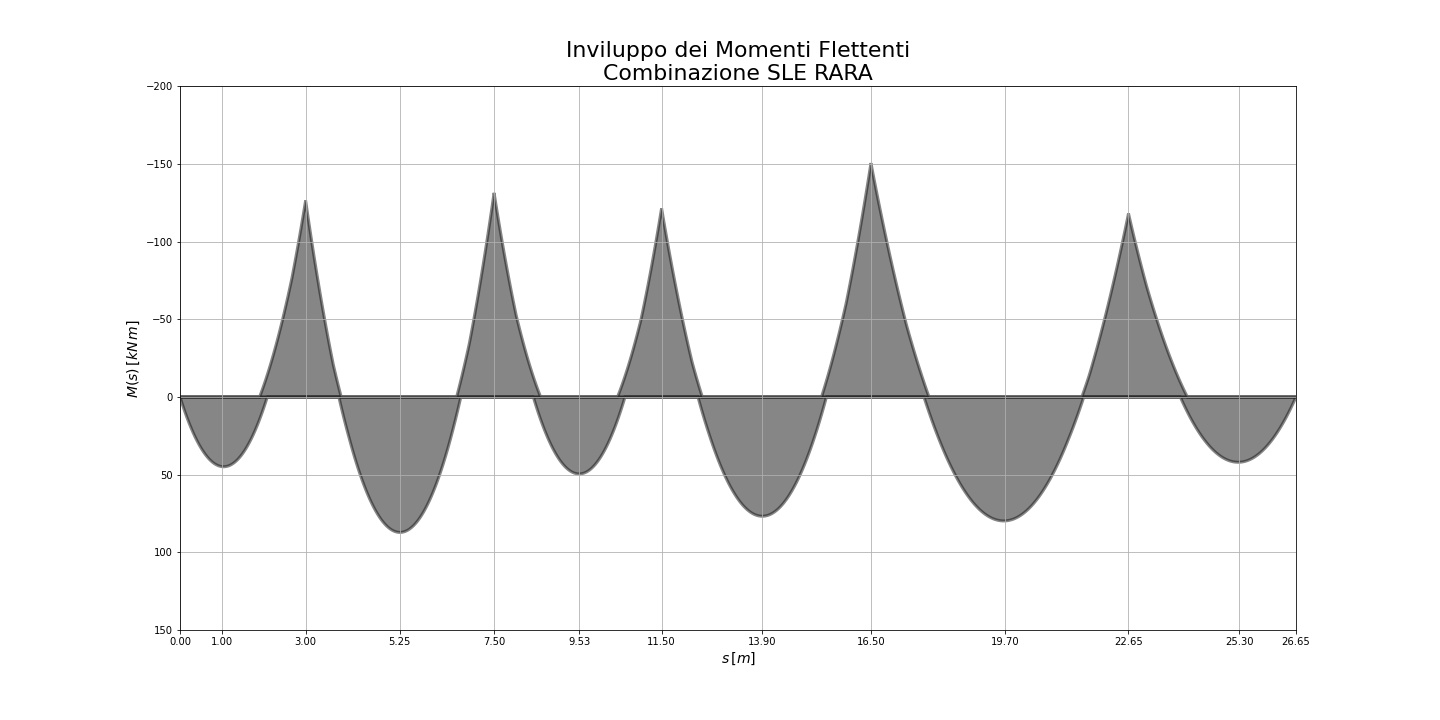 Inviluppo dei Momenti Flettenti
Combinazione SLE RARA
−200
−150
−100
−50
0
50
100
150
M(s) [kNm]
0.00 1.00 3.00 5.25 7.50 9.53 11.50 13.90 16.50 19.70 22.65 25.30 26.65
s [m]